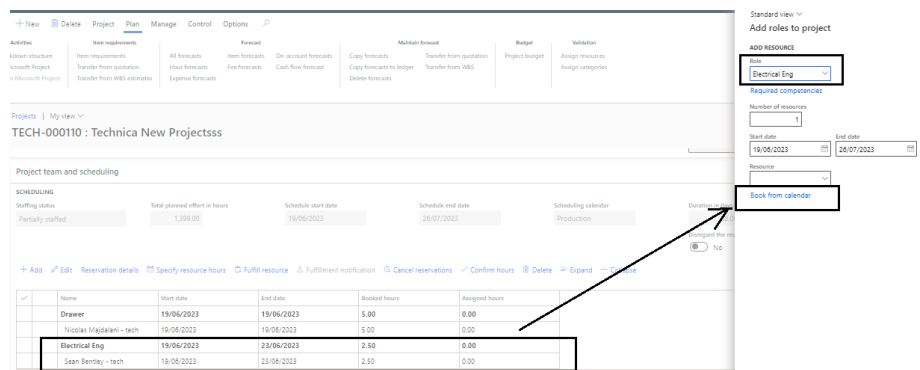 + New Delete Project Plan Manage Control Options
Activities Item requirements Forecast Maintain forecast Budget Validation
kdown structure Item requirements All forecasts Item forecasts On-account forecasts Copy forecasts Transfer from quotation Project budget Assign resources
icrosoft Project Transfer from quotation Hour forecasts Fee forecasts Cash flow forecast Copy forecasts to ledger Transfer from WBS Assign categories
n Microsoft Project Transfer from WBS estimates Expense forecasts Delete forecasts
Projects | My view
TECH-000110 : Technica New Projectsss
Project team and scheduling
SCHEDULING
Staffing status Total planned effort in hours Schedule start date Schedule end date Scheduling calendar Duration in days
Partially staffed 1,399.00 19/06/2023 26/07/2023 Production
Disregard the
No
+ Add Edit Reservation details Specify resource hours Fulfill resource Fulfillment notification Cancel reservations Confirm hours Delete Expand Collapse
Name Start date End date Booked hours Assigned hours
Drawer 19/06/2023 19/06/2023 5.00 0.00
Nicolas Majdalani - tech 19/06/2023 19/06/2023 5.00 0.00
Electrical Eng 19/06/2023 23/06/2023 2.50 0.00
Sean Bentley - tech 19/06/2023 23/06/2023 2.50 0.00
Standard view
Add roles to project
ADD RESOURCE
Role
Electrical Eng
Required competencies
Number of resources
1
Start date End date
19/06/2023 26/07/2023
Resource
Book from calendar